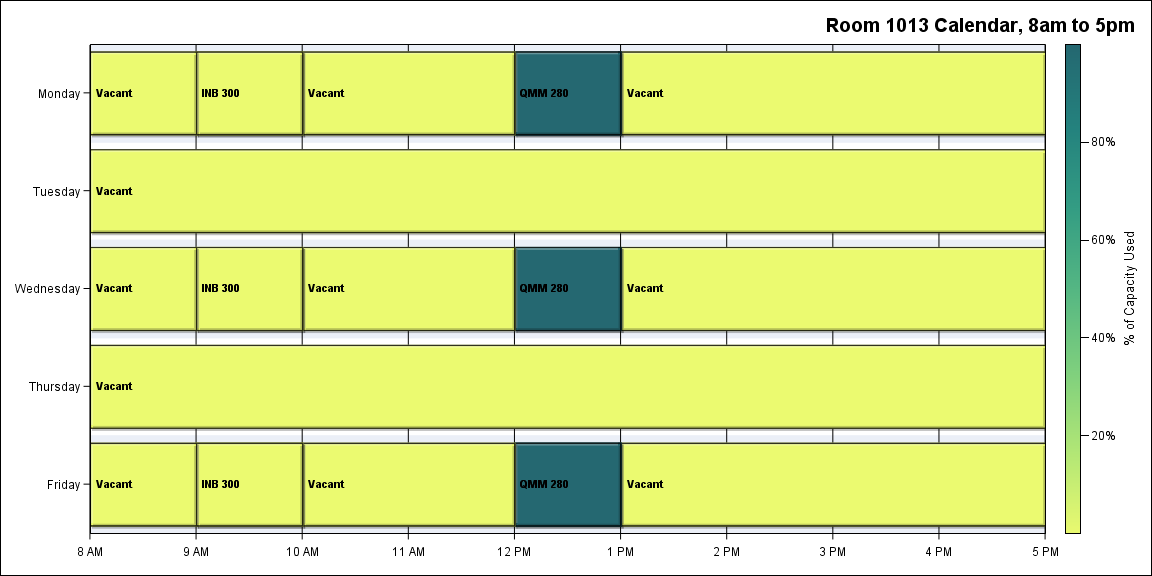 Room 1013 Calendar, 8am to 5pm
Monday
Vacant
INB 300
Vacant
QMM 280
Vacant
Tuesday
Vacant
Wednesday
Vacant
INB 300
Vacant
QMM 280
Vacant
Thursday
Vacant
Friday
Vacant
INB 300
Vacant
QMM 280
Vacant
8 AM
9 AM
10 AM
11 AM
12 PM
1 PM
2 PM
3 PM
4 PM
5 PM
80%
60%
40%
20%
% of Capacity Used